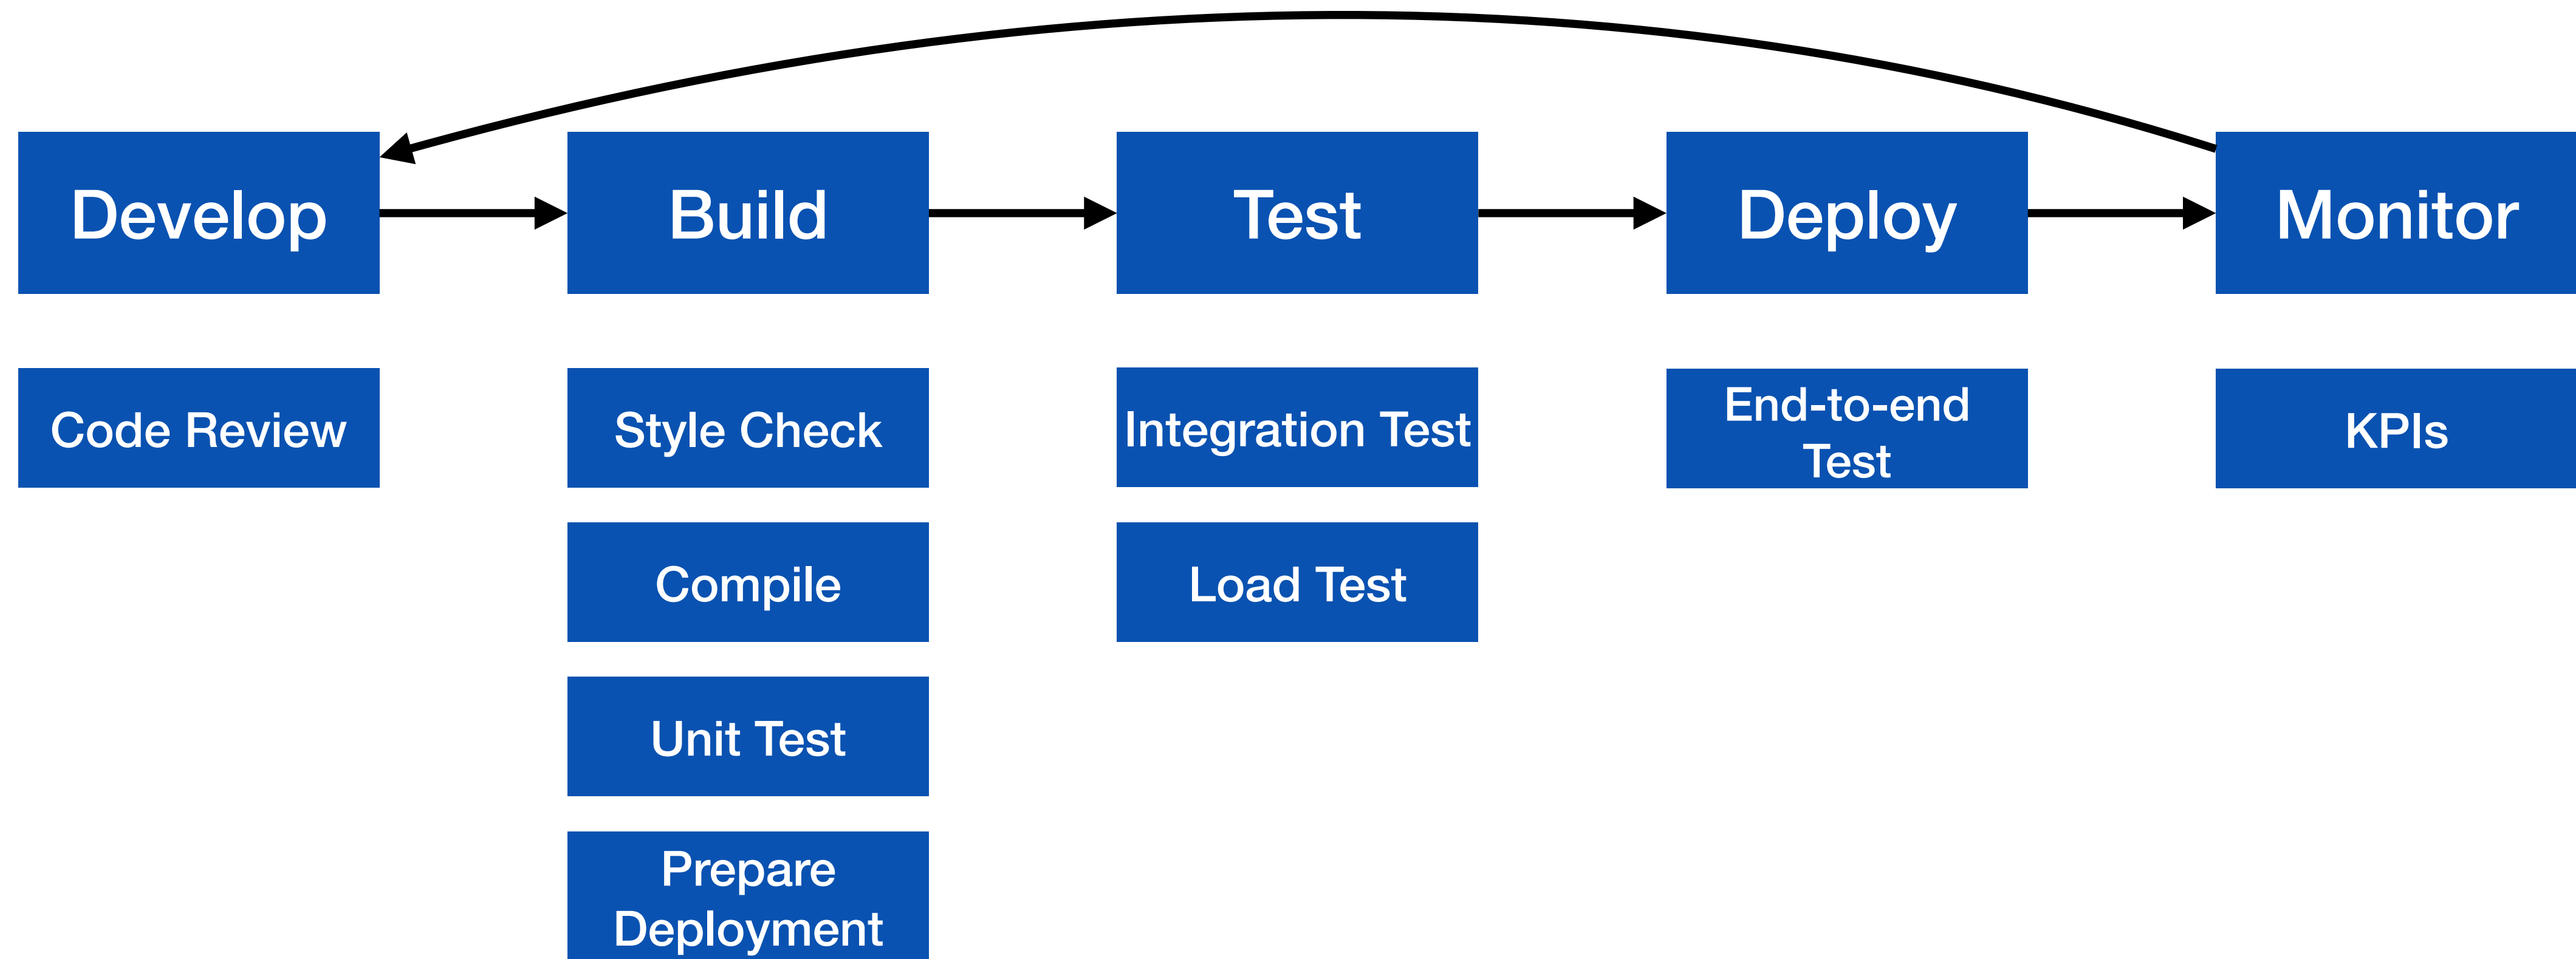 Develop
Build
Test
Deploy
Monitor
Code Review
Style Check
Integration Test
End-to-end
Test
KPIs
Compile
Load Test
Unit Test
Prepare
Deployment